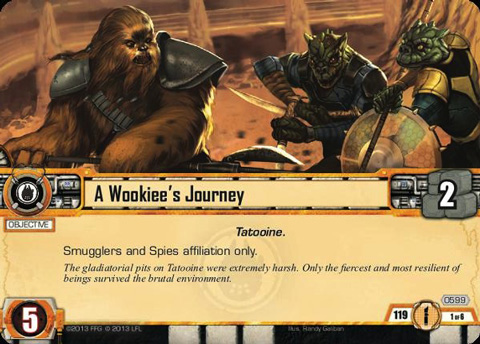 A Wookiee's Journey
2
OBJECTIVE
Tatooine.
Smugglers and Spies affiliation only.
The gladiatorial pits on Tatooine were extremely harsh. Only the fiercest and most resilient of
beings survived the brutal environment.
0599
119
1 of 6
5
©2013 FFG © 2013 LFL
Illus. Randy Gallegos